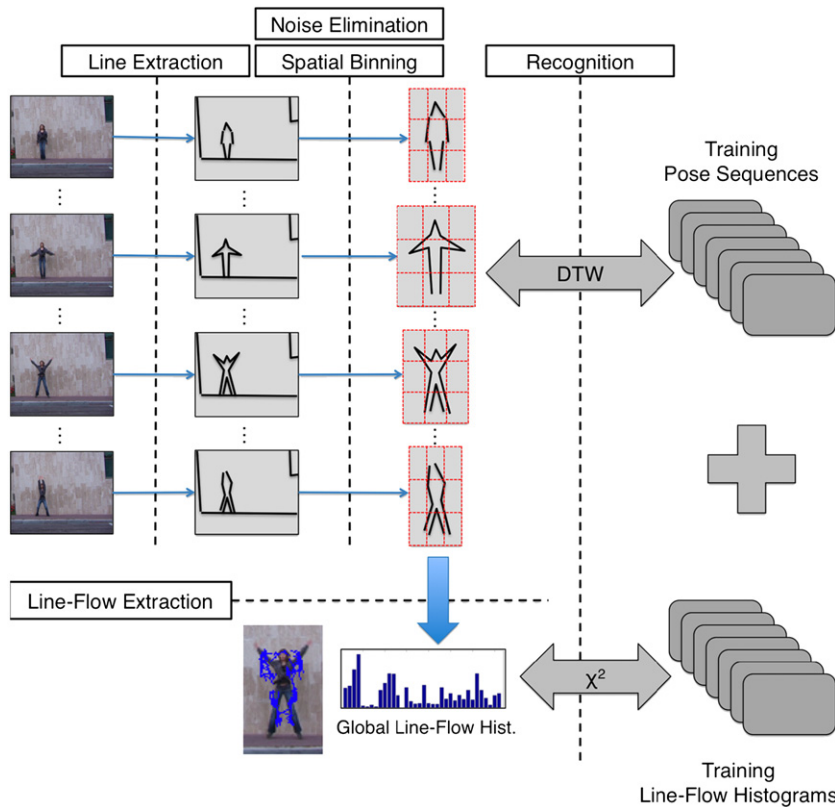 Noise Elimination
Line Extraction
Spatial Binning
Recognition
Training
Pose Sequences
DTW
Line-Flow Extraction
X²
Global Line-Flow Hist.
Training
Line-Flow Histograms